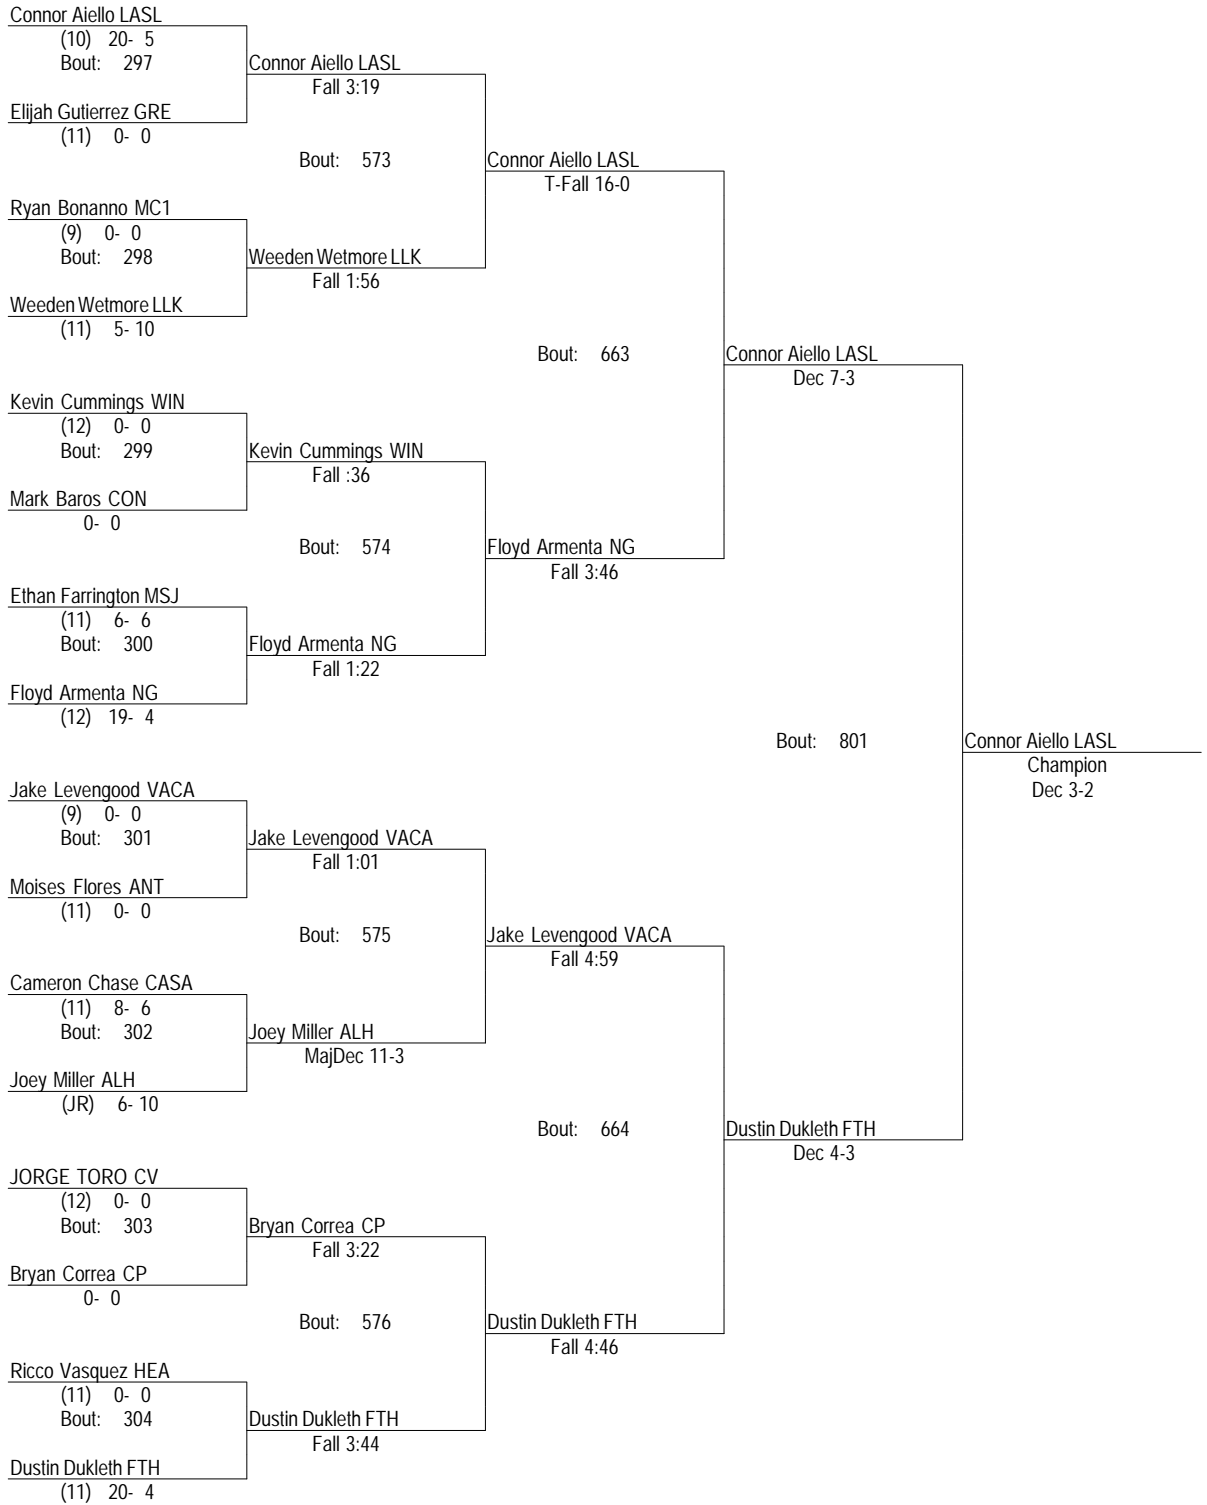 Connor Aiello LASL
(10) 20- 5
Bout: 297
Connor Aiello LASL
Fall 3:19
Elijah Gutierrez GRE
(11) 0- 0
Bout: 573
Connor Aiello LASL
T-Fall 16-0
Ryan Bonanno MC1
(9) 0- 0
Bout: 298
Weeden Wetmore LLK
Fall 1:56
Weeden Wetmore LLK
(11) 5- 10
Bout: 663
Connor Aiello LASL
Dec 7-3
Kevin Cummings WIN
(12) 0- 0
Bout: 299
Kevin Cummings WIN
Fall :36
Mark Baros CON
0- 0
Bout: 574
Floyd Armenta NG
Fall 3:46
Ethan Farrington MSJ
(11) 6- 6
Bout: 300
Floyd Armenta NG
Fall 1:22
Floyd Armenta NG
(12) 19- 4
Bout: 801
Connor Aiello LASL
Champion
Dec 3-2
Jake Levengood VACA
(9) 0- 0
Bout: 301
Jake Levengood VACA
Fall 1:01
Moises Flores ANT
(11) 0- 0
Bout: 575
Jake Levengood VACA
Fall 4:59
Cameron Chase CASA
(11) 8- 6
Bout: 302
Joey Miller ALH
MajDec 11-3
Joey Miller ALH
(JR) 6- 10
Bout: 664
Dustin Dukleth FTH
Dec 4-3
JORGE TORO CV
(12) 0- 0
Bout: 303
Bryan Correa CP
Fall 3:22
Bryan Correa CP
0- 0
Bout: 576
Dustin Dukleth FTH
Fall 4:46
Ricco Vasquez HEA
(11) 0- 0
Bout: 304
Dustin Dukleth FTH
Fall 3:44
Dustin Dukleth FTH
(11) 20- 4